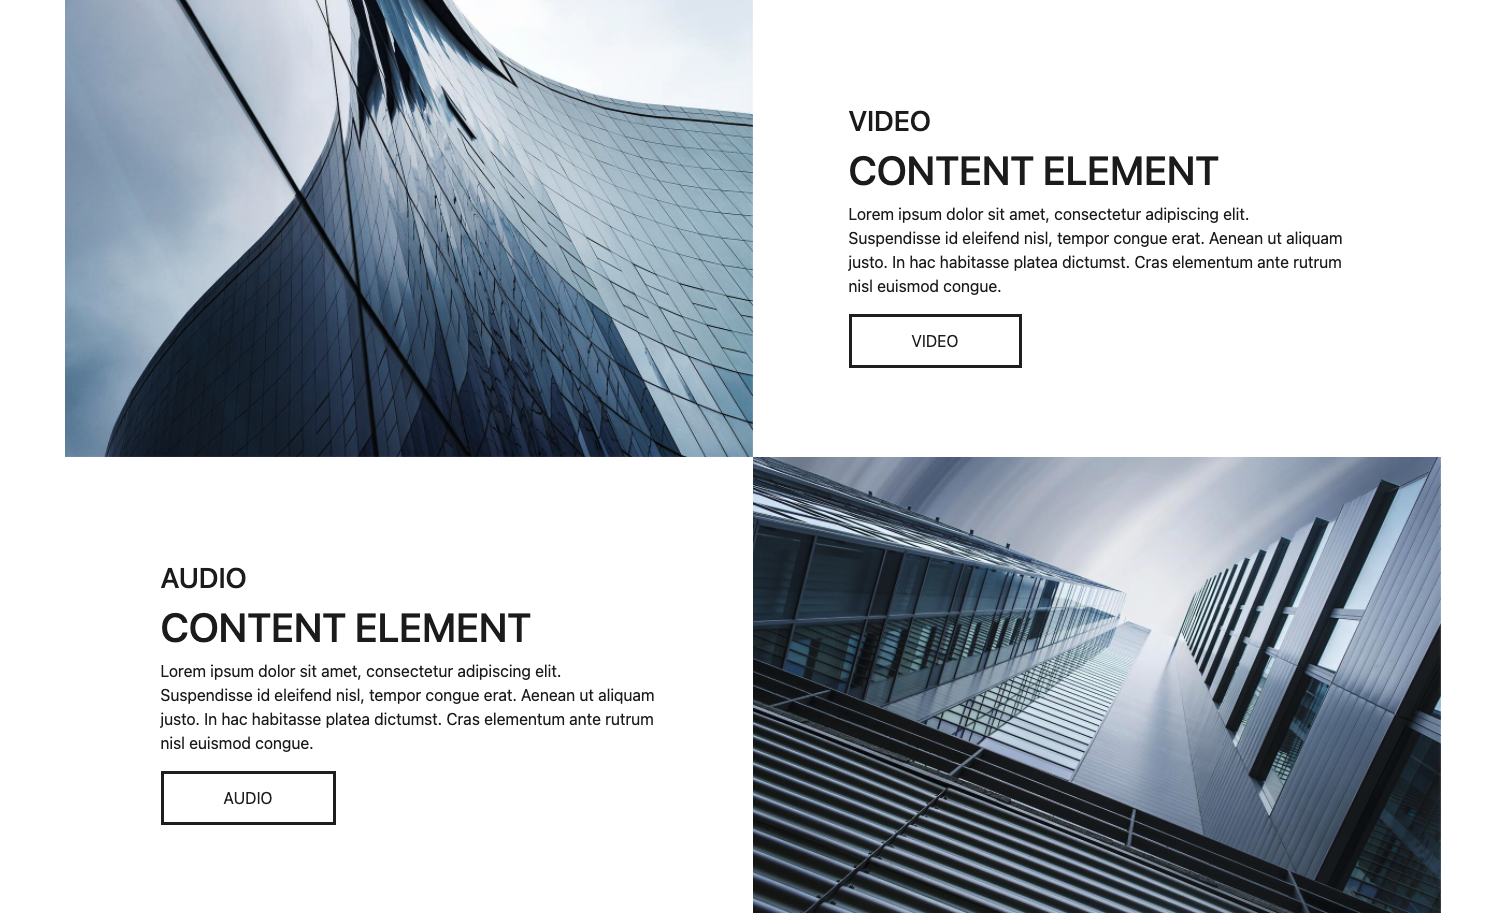 VIDEO
CONTENT ELEMENT
Lorem ipsum dolor sit amet, consectetur adipiscing elit.
Suspendisse id eleifend nisl, tempor congue erat. Aenean ut aliquam
justo. In hac habitasse platea dictumst. Cras elementum ante rutrum
nisl euismod congue.
VIDEO
AUDIO
CONTENT ELEMENT
Lorem ipsum dolor sit amet, consectetur adipiscing elit.
Suspendisse id eleifend nisl, tempor congue erat. Aenean ut aliquam
justo. In hac habitasse platea dictumst. Cras elementum ante rutrum
nisl euismod congue.
AUDIO